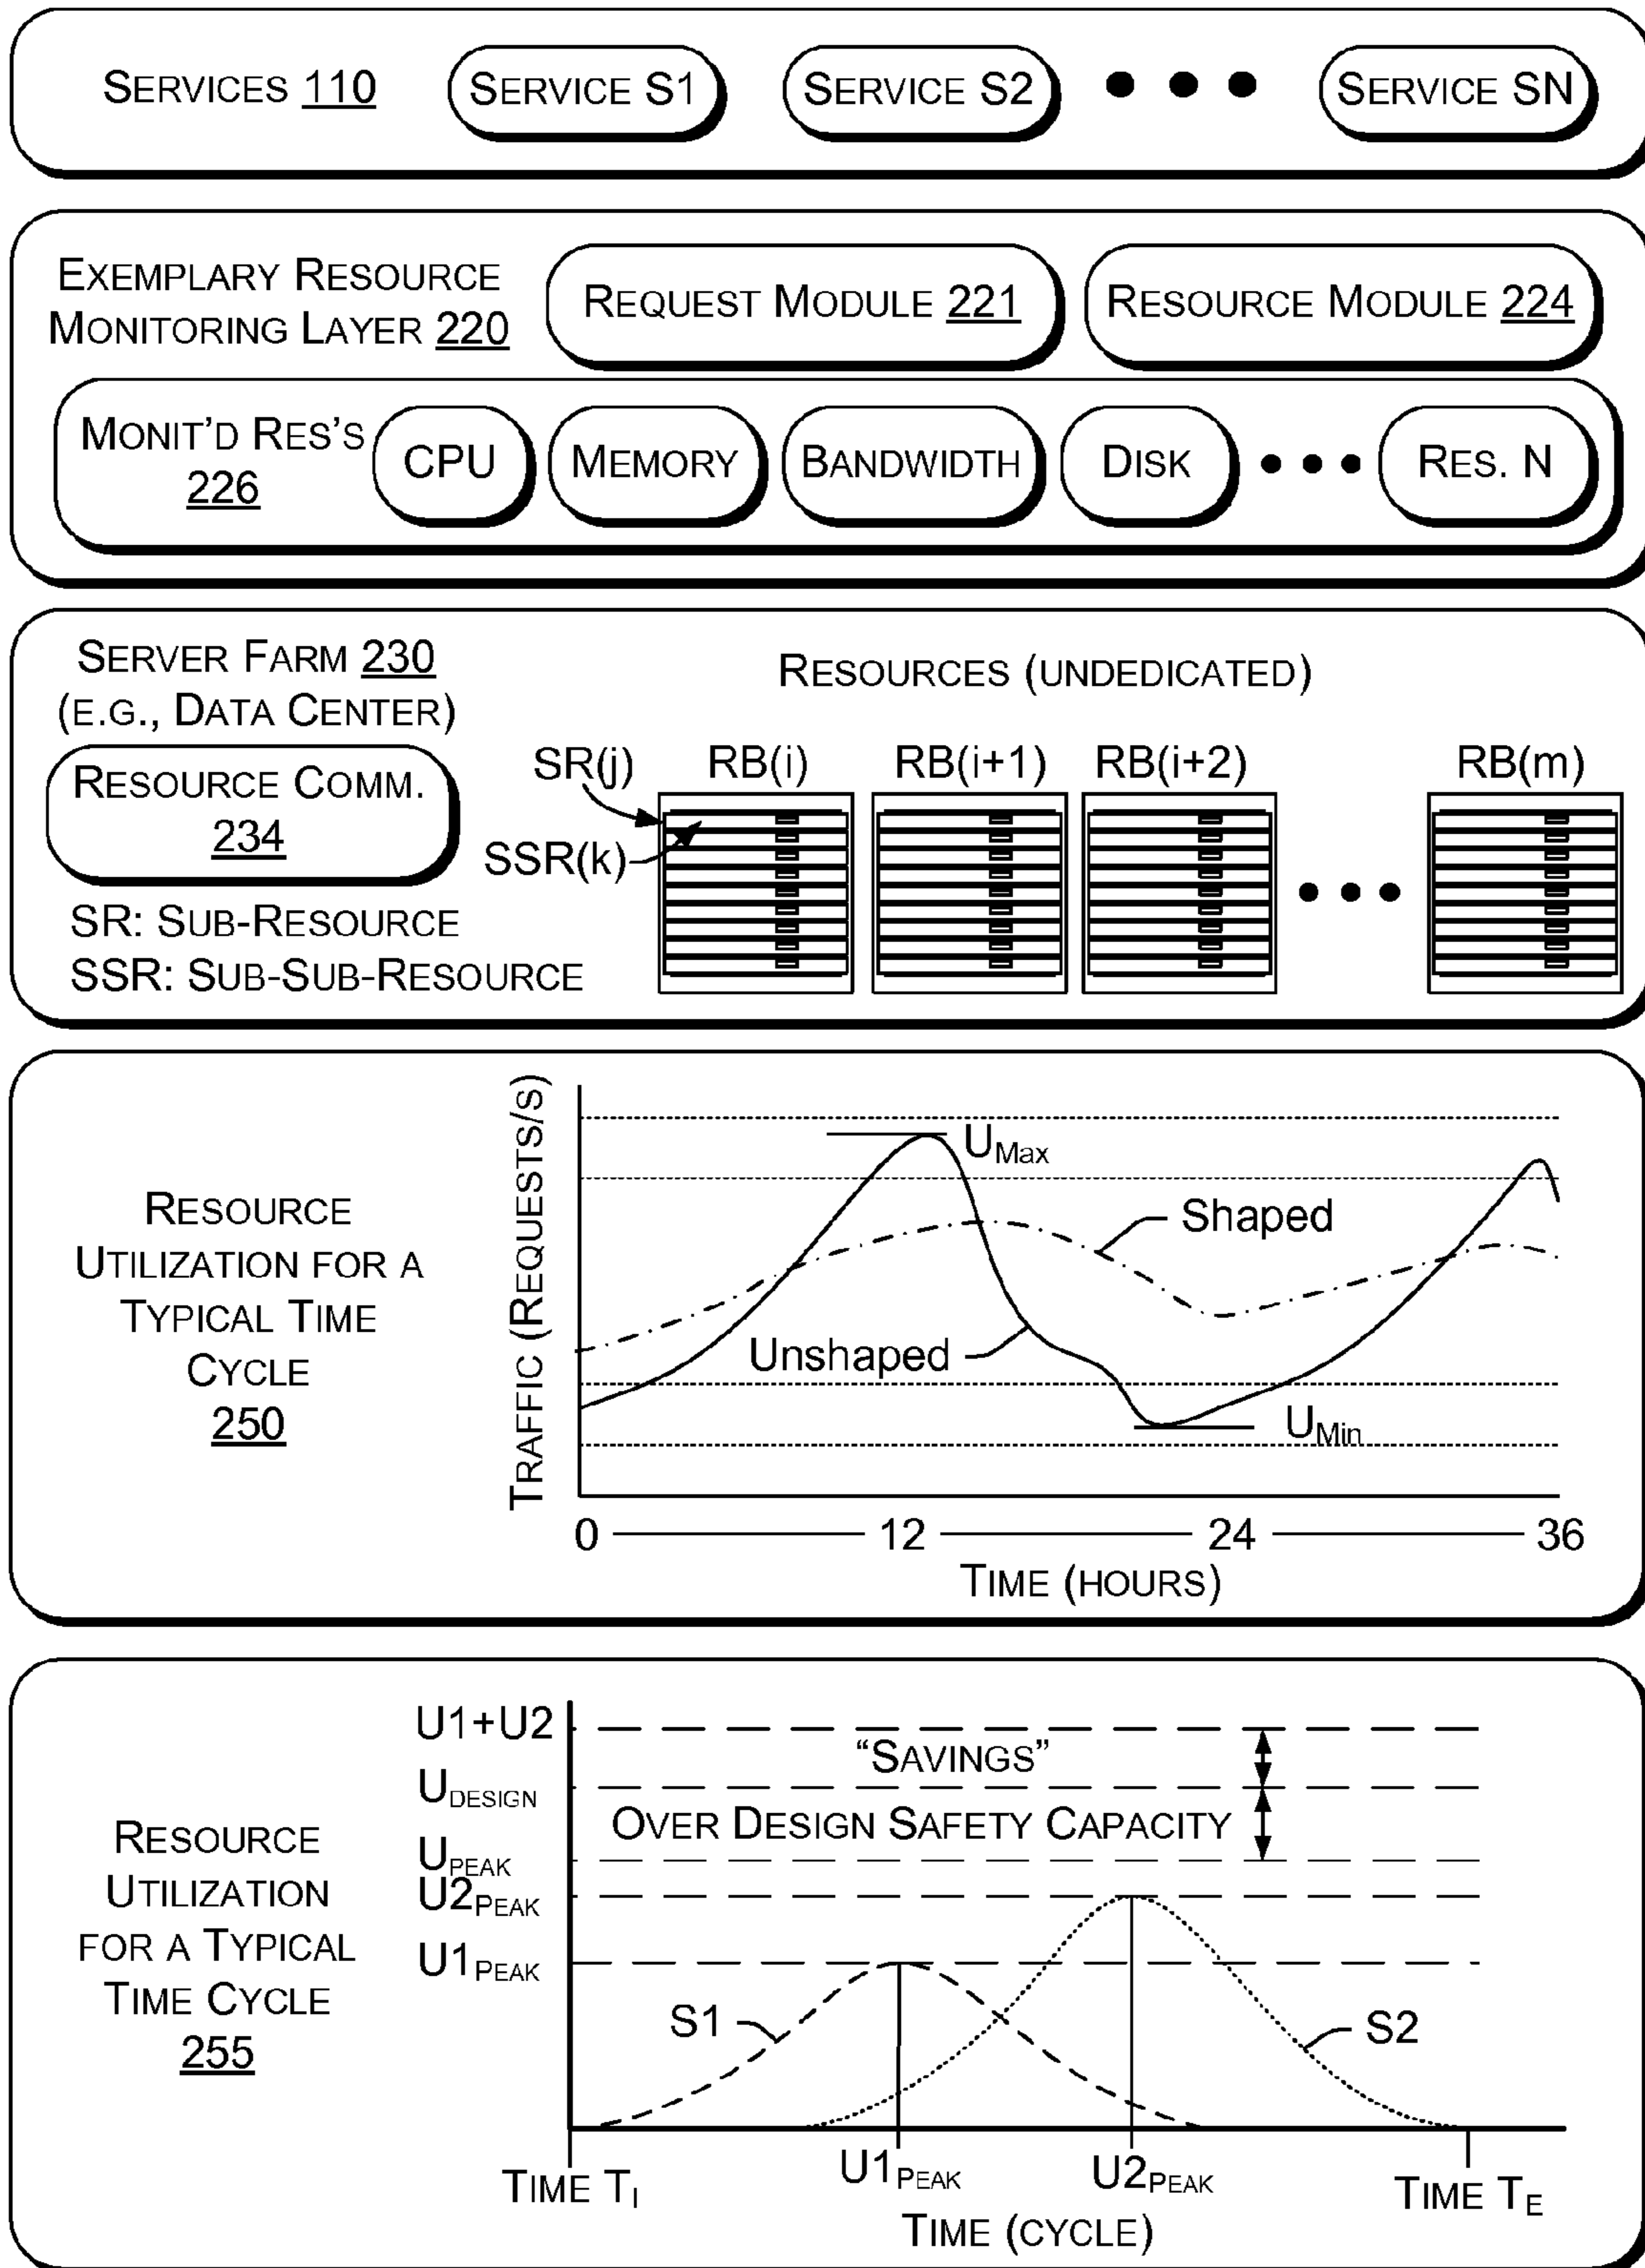 SERVICES 110
SERVICE S1
SERVICE S2
SERVICE SN
EXEMPLARY RESOURCE
MONITORING LAYER 220
REQUEST MODULE 221
RESOURCE MODULE 224
MONIT'D RES'S
226
CPU
MEMORY
BANDWIDTH
DISK
RES. N
SERVER FARM 230
(E.G., DATA CENTER)
RESOURCE COMM.
234
SR: SUB-RESOURCE
SSR: SUB-SUB-RESOURCE
RESOURCES (UNDEDICATED)
SR(j)
RB(i)
RB(i+1)
RB(i+2)
RB(m)
SSR(k)
RESOURCE
UTILIZATION FOR A
TYPICAL TIME
CYCLE
250
TRAFFIC (REQUESTS/S)
UMax
Shaped
Unshaped
UMin
0
12
24
36
TIME (HOURS)
RESOURCE
UTILIZATION
FOR A TYPICAL
TIME CYCLE
255
U1+U2
"SAVINGS"
UDESIGN
OVER DESIGN SAFETY CAPACITY
UPEAK
U2PEAK
U1PEAK
S1
S2
TIME TI
U1PEAK
U2PEAK
TIME TE
TIME (CYCLE)